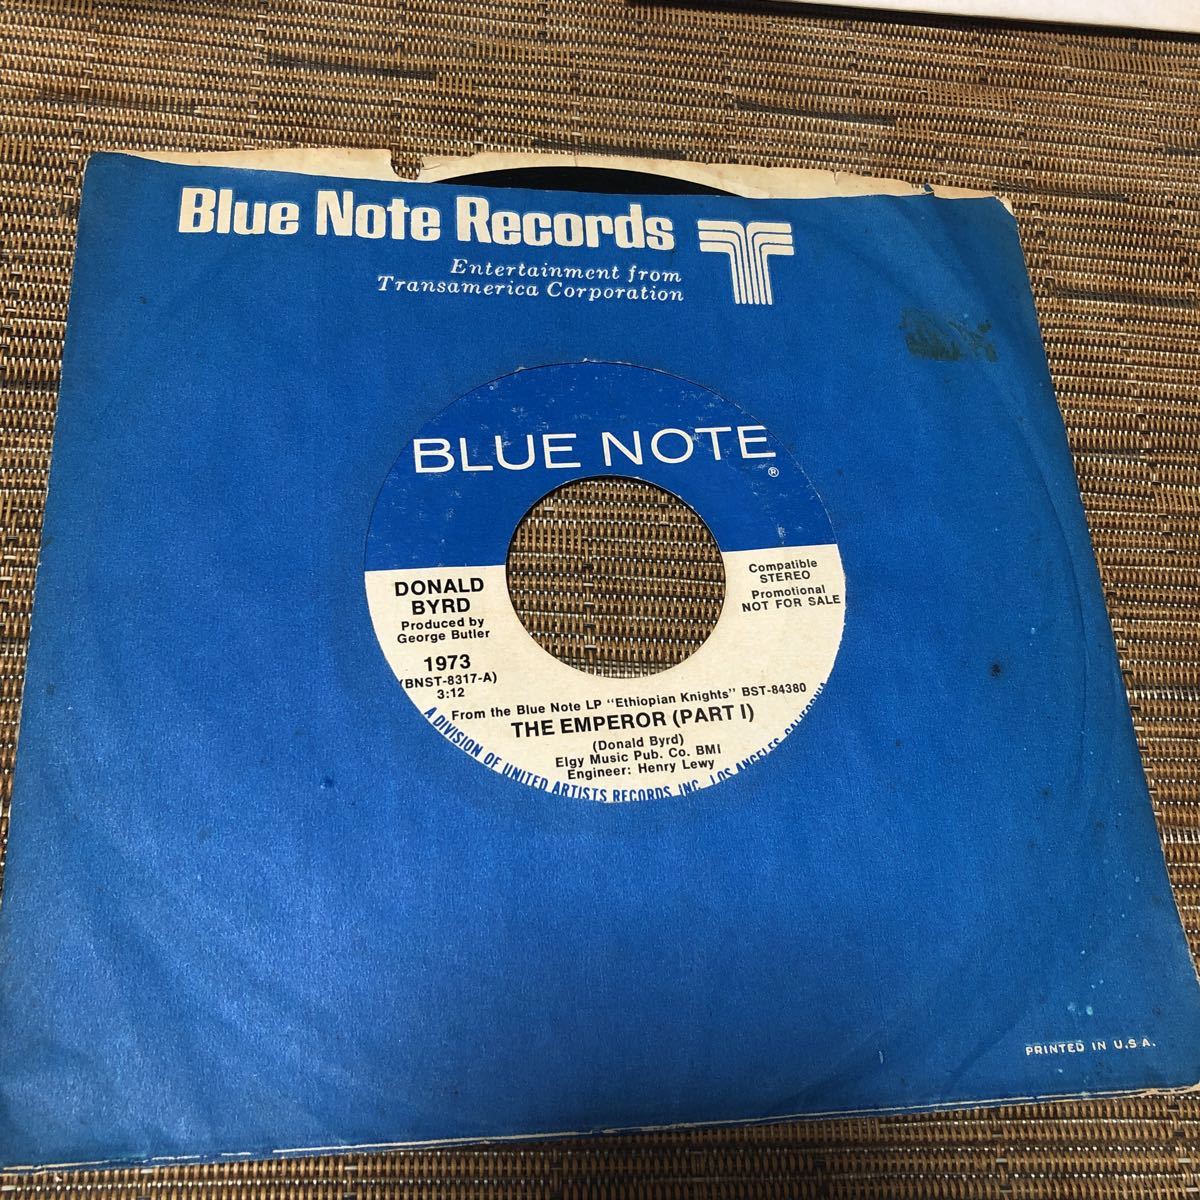 Blue Note Records
Entertainment from
Transamerica Corporation
BLUE NOTE
®
DONALD
BYRD
Produced by
George Butler
1973
(BNST-8317-A)
3:12
Compatible
STEREO
Promotional
NOT FOR SALE
From the Blue Note LP "Ethiopian Knights" BST-84380
THE EMPEROR (PART I)
(Donald Byrd)
Elgy Music Pub. Co. BMI
Engineer: Henry Lewy
A DIVISION OF UNITED ARTISTS RECORDS INC. LOS ANGELES, CALIFORNIA
PRINTED IN U.S.A.